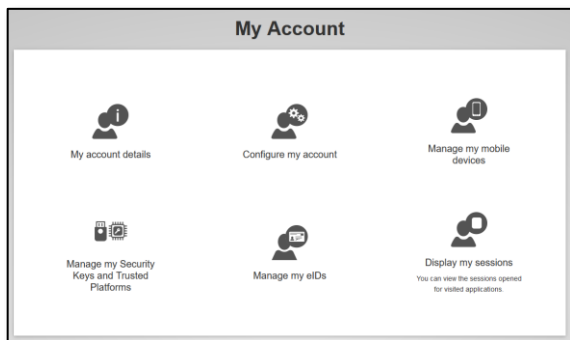 My Account
My account details
Configure my account
Manage my mobile
devices
Manage my Security
Keys and Trusted
Platforms
Manage my eIDs
Display my sessions
You can view the sessions opened
for visited applications